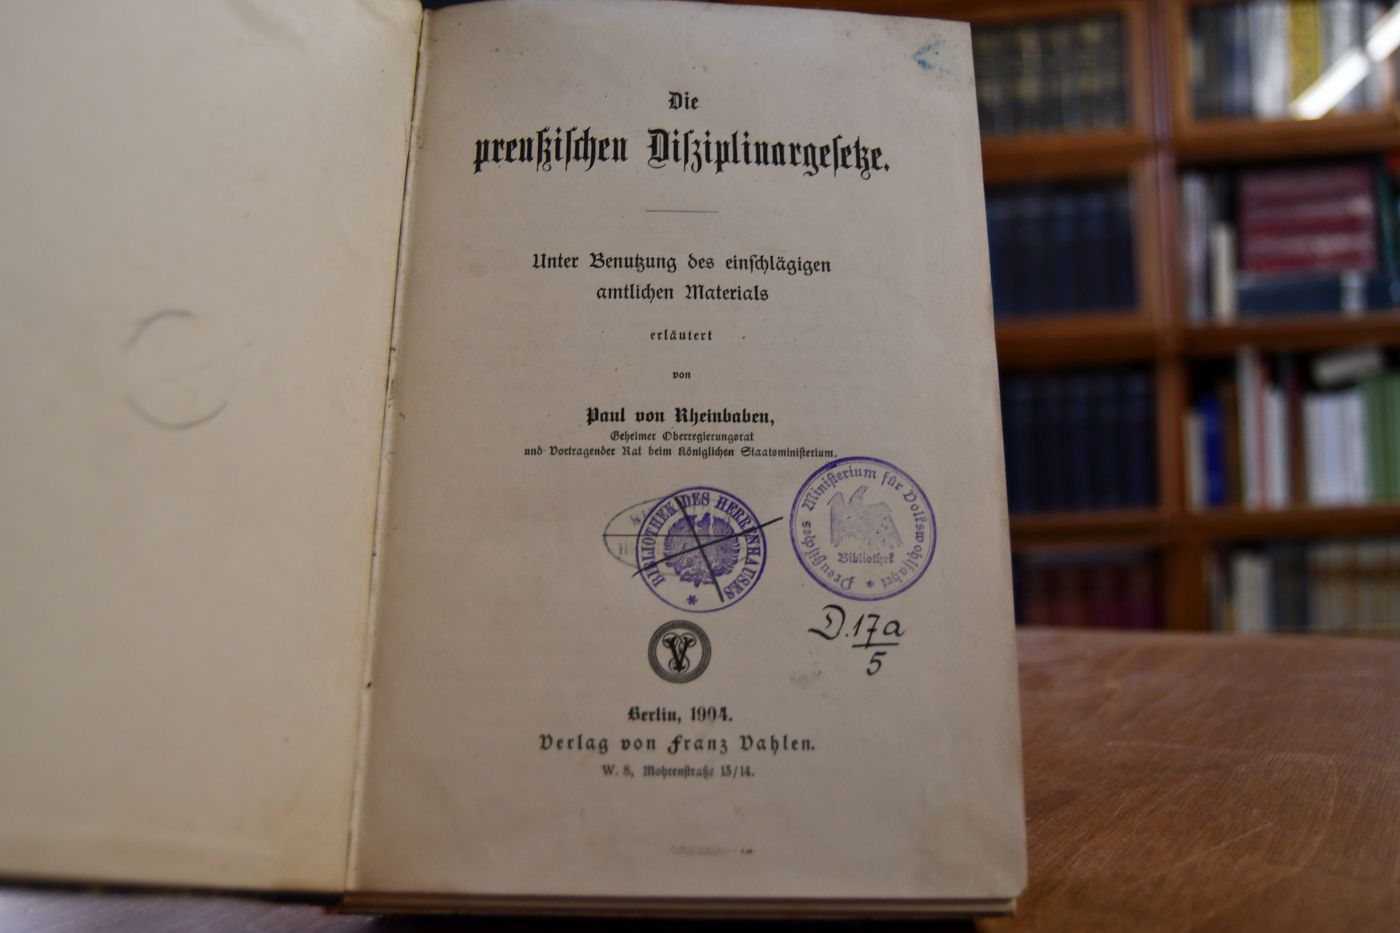 Die
preußischen Disziplinargesetze.
Unter Benutzung des einschlägigen
amtlichen Materials
erläutert
von
Paul von Rheinbaben,
Geheimer Oberregierungsrat
und Vortragender Rat beim Königlichen Staatsministerium.
BIBLIOTHEK DES HERRENHAUSES
Preußisches Ministerium für Volkswohlfahrt
Bibliothek
D.17a
5
V
Berlin, 1904.
Verlag von Franz Vahlen.
W. 8, Mohrenstraße 13/14.